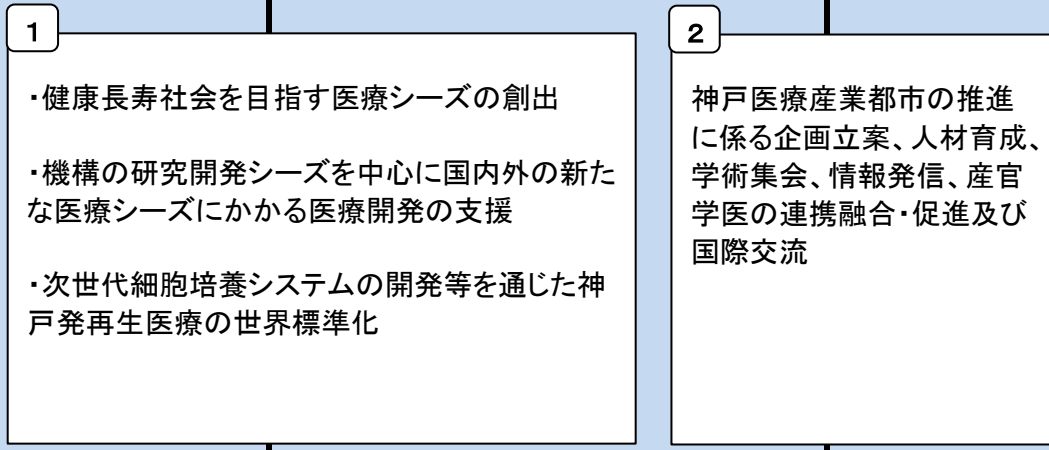 1
・健康長寿社会を目指す医療シーズの創出
・機構の研究開発シーズを中心に国内外の新た
な医療シーズにかかる医療開発の支援
・次世代細胞培養システムの開発等を通じた神
戸発再生医療の世界標準化
2
神戸医療産業都市の推進
に係る企画立案、人材育成、
学術集会、情報発信、産官
学医の連携融合・促進及び
国際交流